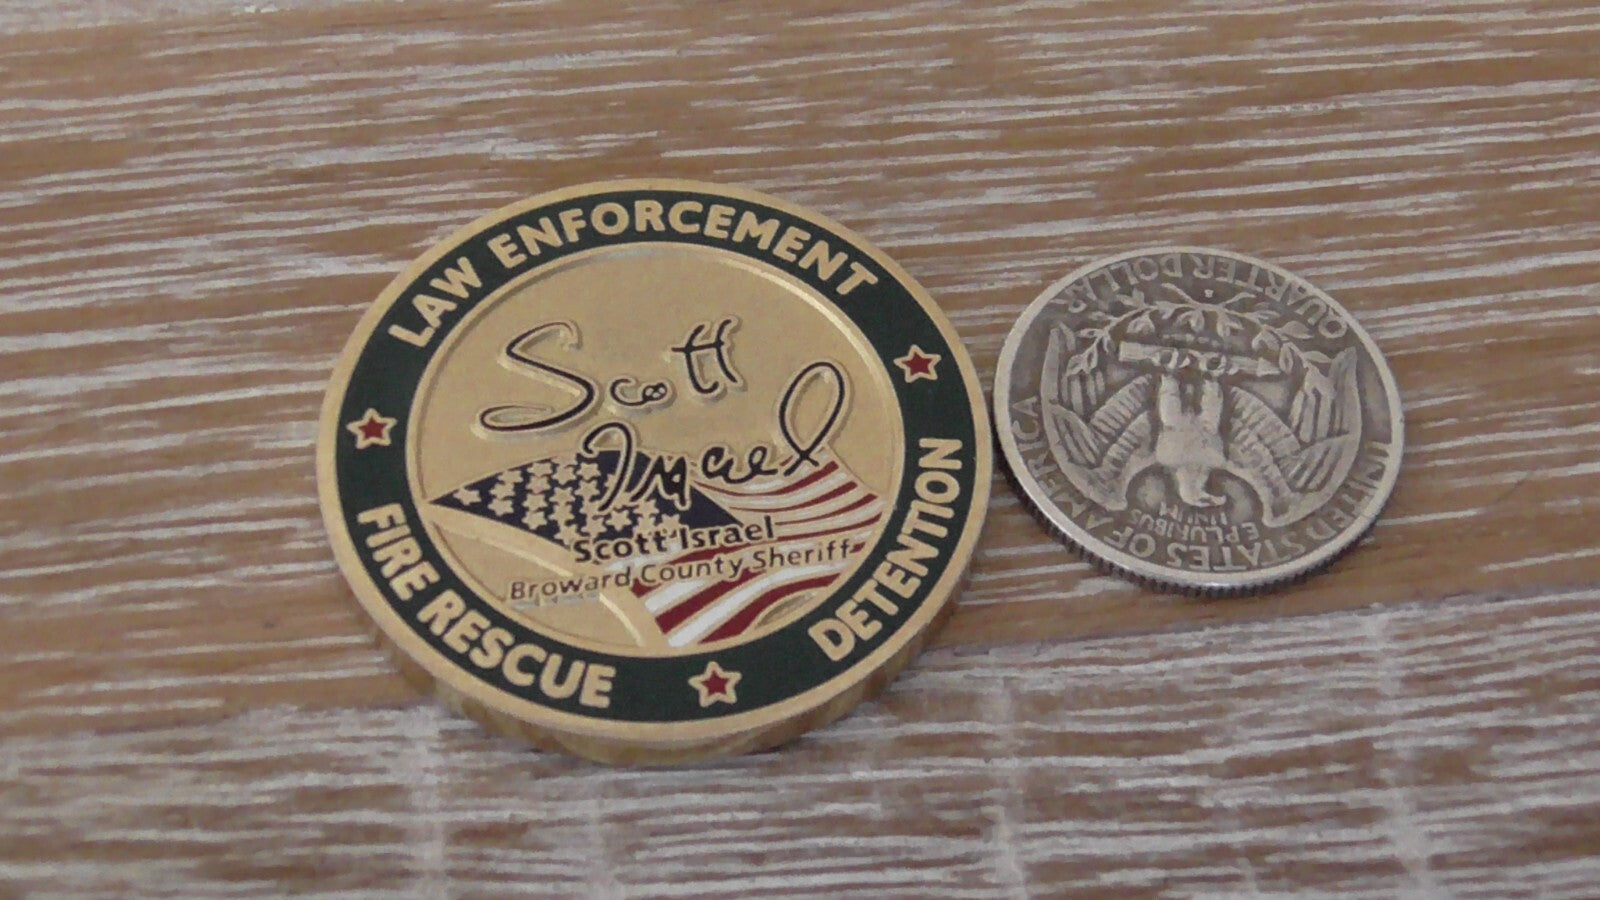 LAW ENFORCEMENT
Scott
Israel
Scott Israel
Broward County Sheriff
FIRE RESCUE
DETENTION
UNITED STATES OF AMERICA
E PLURIBUS
UNUM
QUARTER DOLLAR